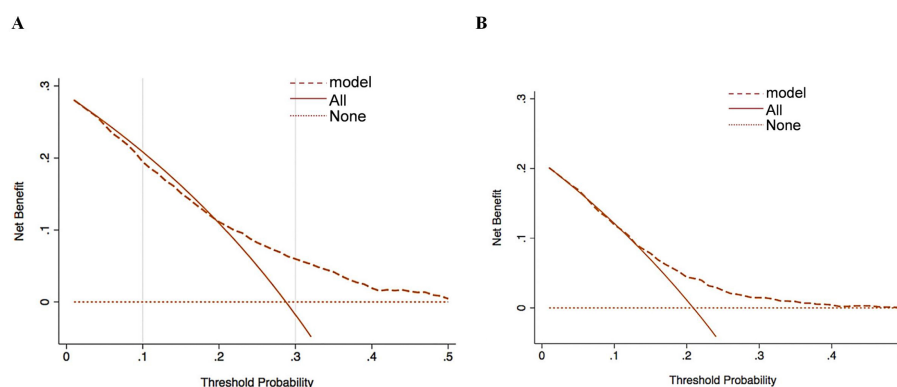 A
B
model
All
None
.3
.2
.1
0
Net Benefit
0
.1
.2
.3
.4
.5
Threshold Probability
model
All
None
.3
.2
.1
0
Net Benefit
0
.1
.2
.3
.4
Threshold Probability